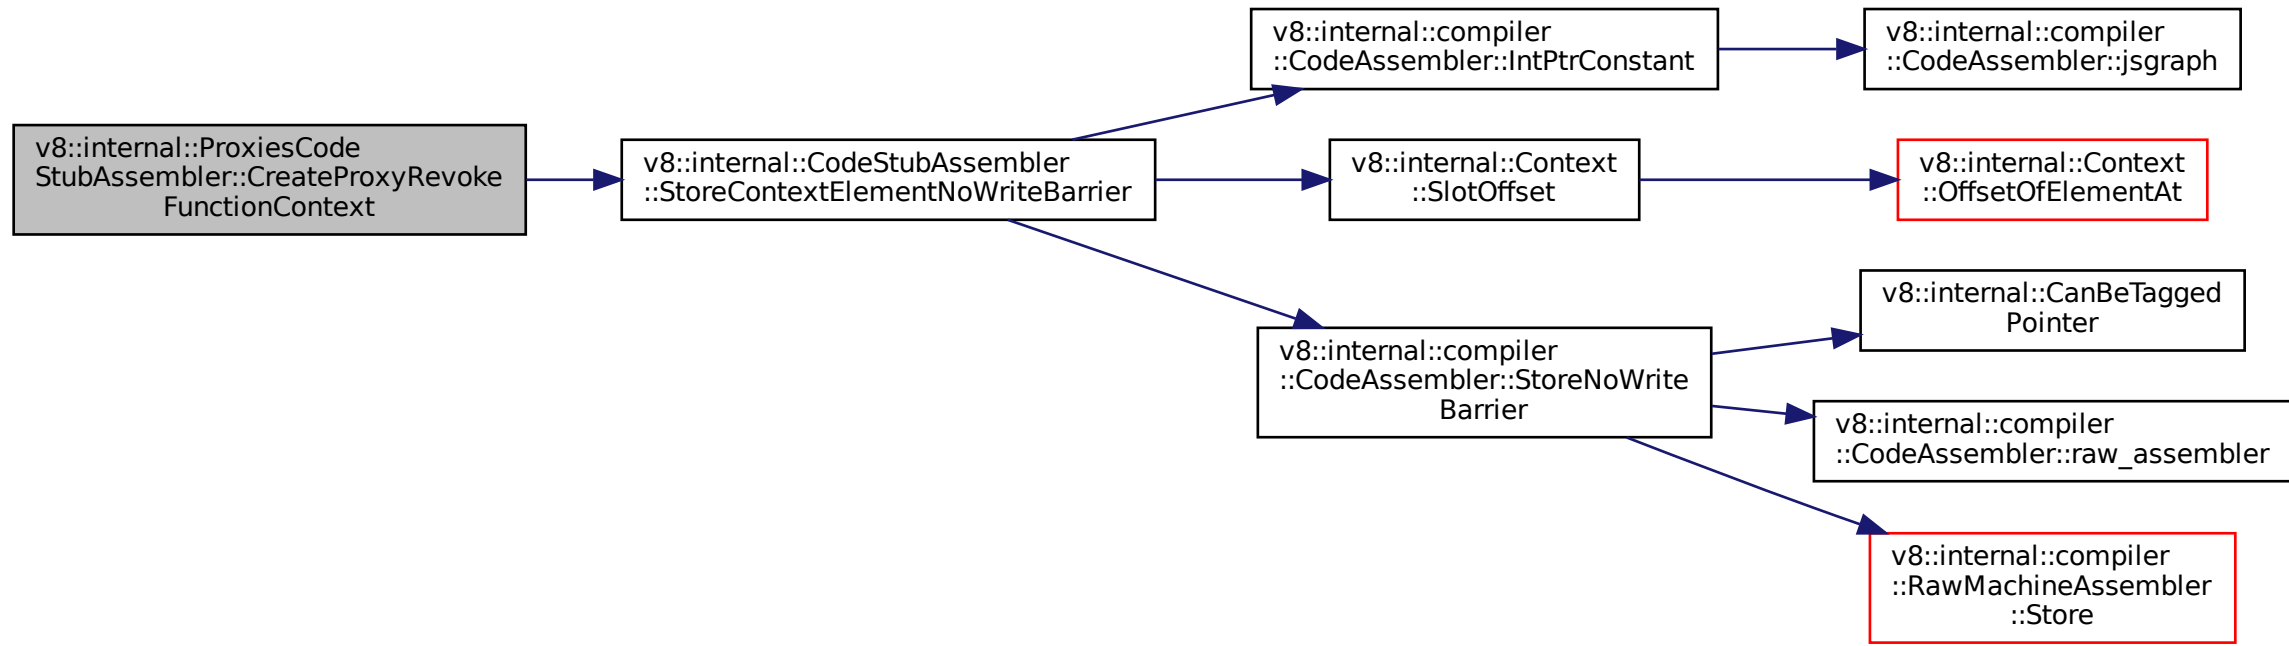 v8::internal::ProxiesCode
StubAssembler::CreateProxyRevoke
FunctionContext
v8::internal::CodeStubAssembler
::StoreContextElementNoWriteBarrier
v8::internal::compiler
::CodeAssembler::IntPtrConstant
v8::internal::compiler
::CodeAssembler::jsgraph
v8::internal::Context
::SlotOffset
v8::internal::Context
::OffsetOfElementAt
v8::internal::compiler
::CodeAssembler::StoreNoWrite
Barrier
v8::internal::CanBeTagged
Pointer
v8::internal::compiler
::CodeAssembler::raw_assembler
v8::internal::compiler
::RawMachineAssembler
::Store